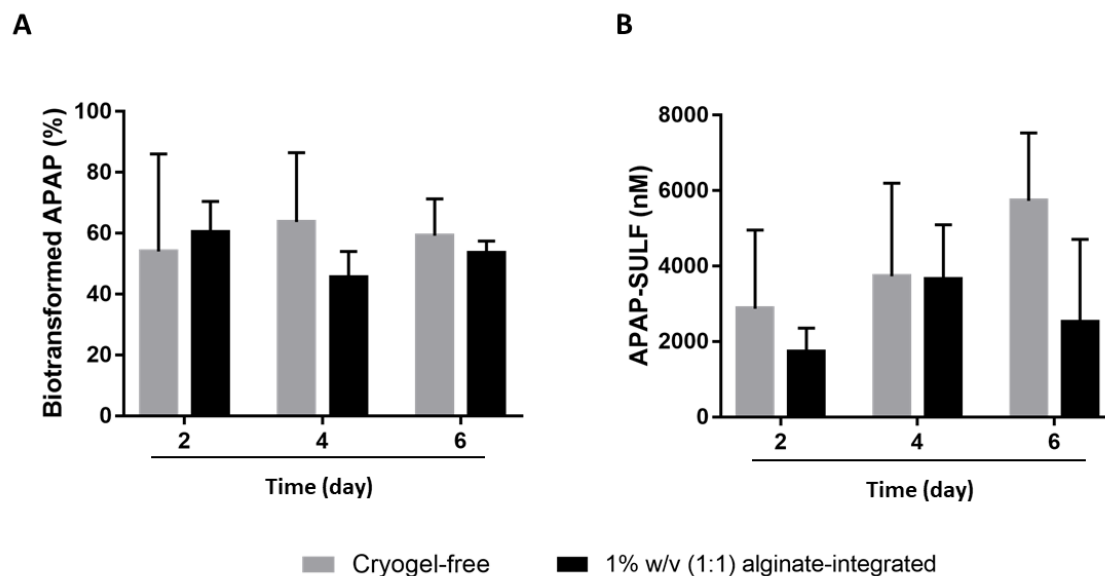 A
Biotransformed APAP (%)
100
80
60
40
20
0
2 4 6
Time (day)
B
APAP-SULF (nM)
8000
6000
4000
2000
0
2 4 6
Time (day)
Cryogel-free 1% w/v (1:1) alginate-integrated